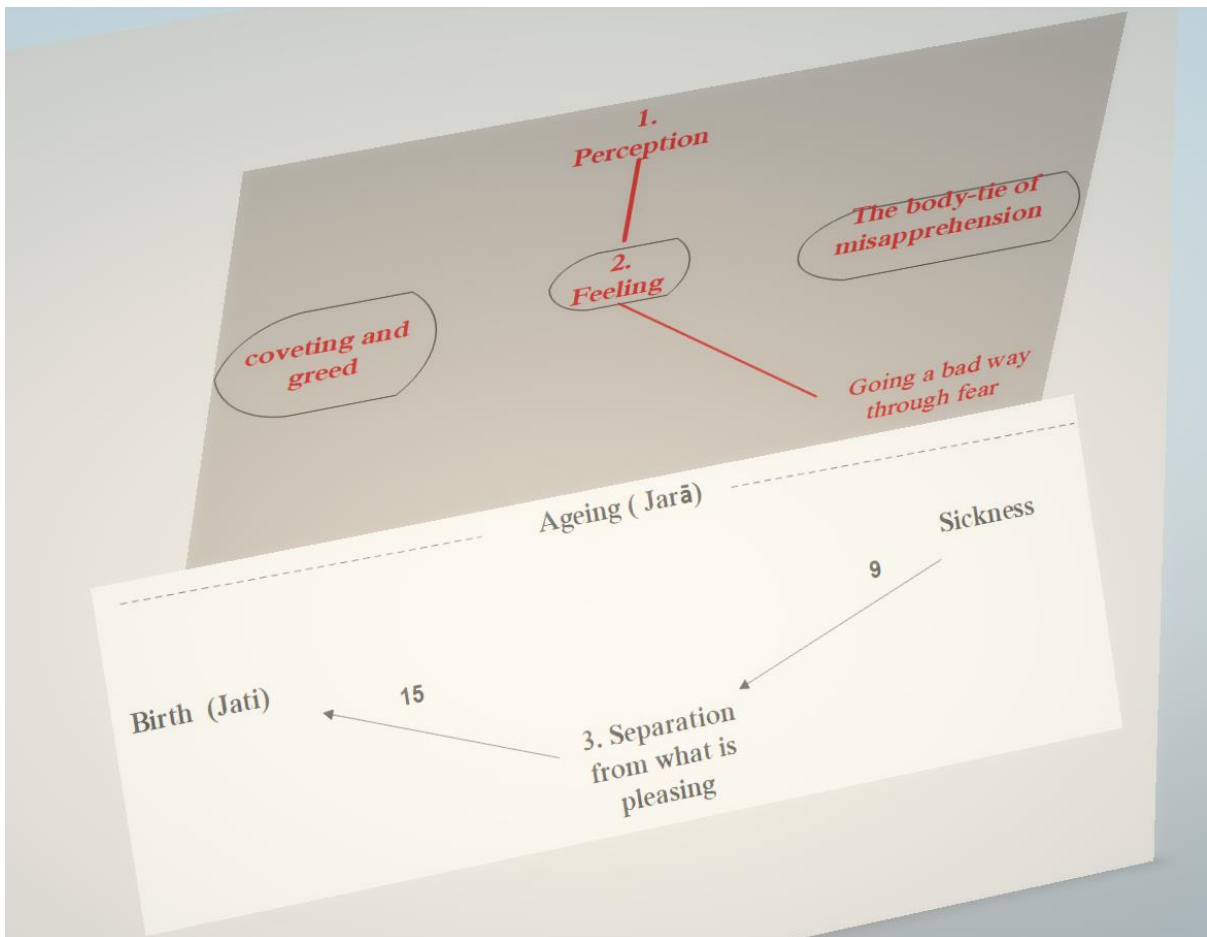 1.
Perception
The body-tie of
misapprehension
2.
Feeling
coveting and
greed
Going a bad way
through fear
Ageing ( Jarā)
Sickness
9
Birth (Jati)
15
3. Separation
from what is
pleasing